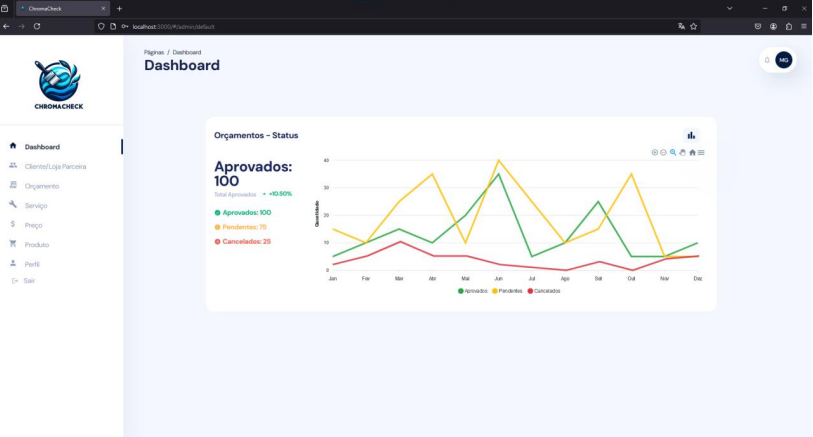 ChromaCheck
localhost:3000/#/admin/default
Páginas / Dashboard
Dashboard
MG
CHROMACHECK
Dashboard
Cliente/Loja Parceira
Orçamento
Serviço
Preço
Produto
Perfil
Sair
Orçamentos - Status
Aprovados:
100
Total Aprovados +10.50%
Aprovados: 100
Pendentes: 75
Cancelados: 25
Quantidade
40
30
20
10
0
Jan Fev Mar Abr Mai Jun Jul Ago Set Out Nov Dez
Aprovados Pendentes Cancelados